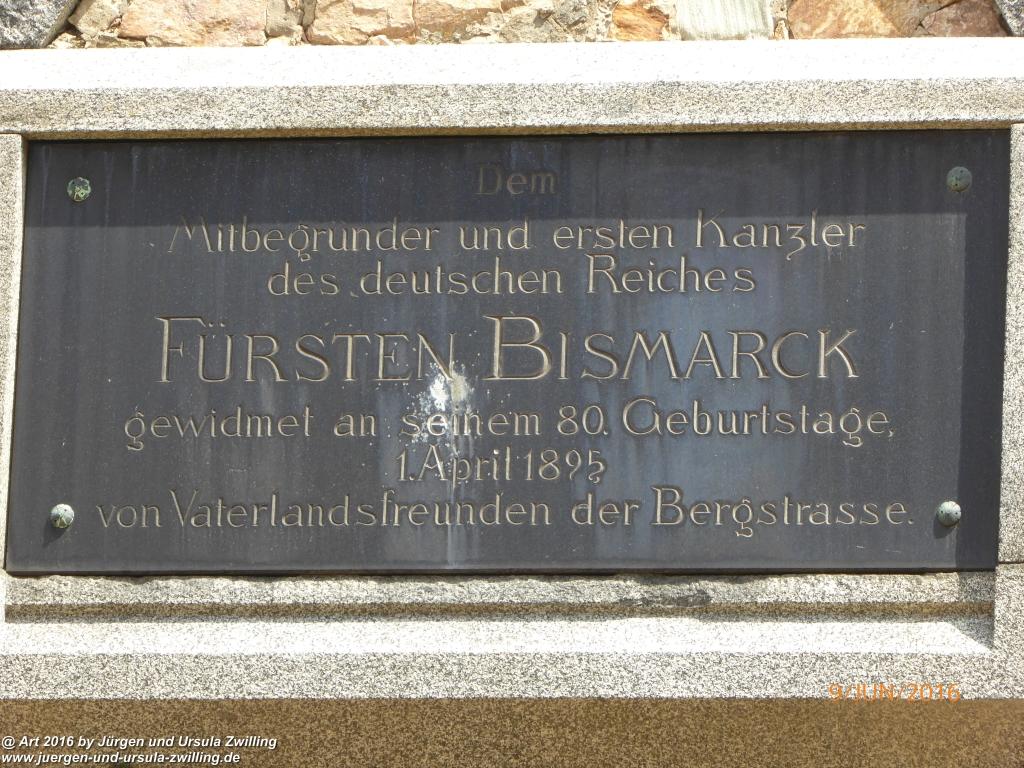 Dem
Mitbegründer und ersten Kanzler
des deutschen Reiches
FÜRSTEN BISMARCK
gewidmet an seinem 80. Geburtstage,
1. April 1895
von Vaterlandsfreunden der Bergstrasse.
9/JUN/2016
@ Art 2016 by Jürgen und Ursula Zwilling
www.juergen-und-ursula-zwilling.de